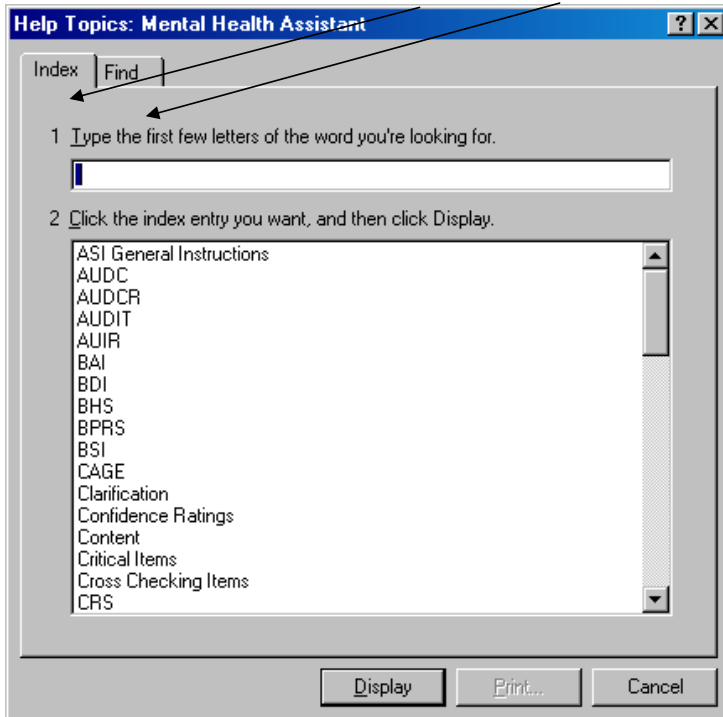 Help Topics: Mental Health Assistant
Index Find
1 Type the first few letters of the word you're looking for.
2 Click the index entry you want, and then click Display.
ASI General Instructions
AUDC
AUDCR
AUDIT
AUIR
BAI
BDI
BHS
BPRS
BSI
CAGE
Clarification
Confidence Ratings
Content
Critical Items
Cross Checking Items
CRS
Display Print... Cancel